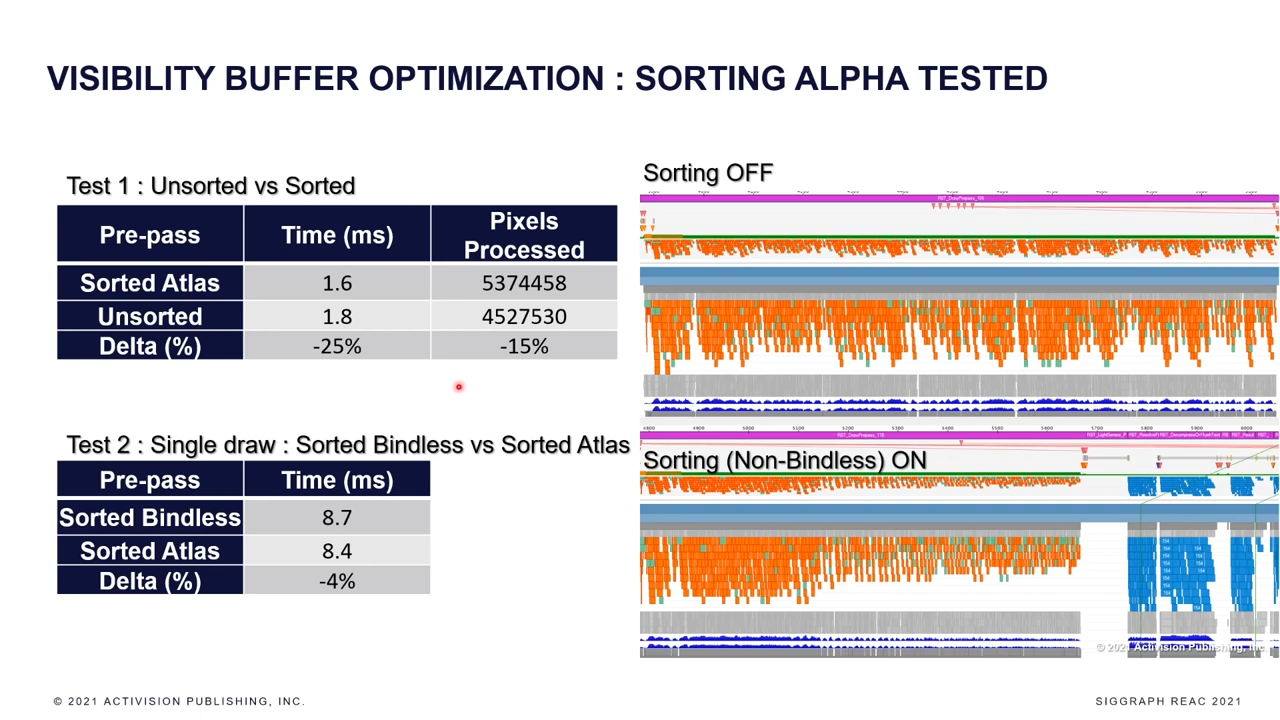 VISIBILITY BUFFER OPTIMIZATION : SORTING ALPHA TESTED
Test 1 : Unsorted vs Sorted
Pre-pass Time (ms) Pixels Processed
Sorted Atlas 1.6 5374458
Unsorted 1.8 4527530
Delta (%) -25% -15%
Test 2 : Single draw : Sorted Bindless vs Sorted Atlas
Pre-pass Time (ms)
Sorted Bindless 8.7
Sorted Atlas 8.4
Delta (%) -4%
Sorting OFF
Sorting (Non-Bindless) ON
© 2021 Activision Publishing, Inc.
© 2021 ACTIVISION PUBLISHING, INC.
SIGGRAPH REAC 2021